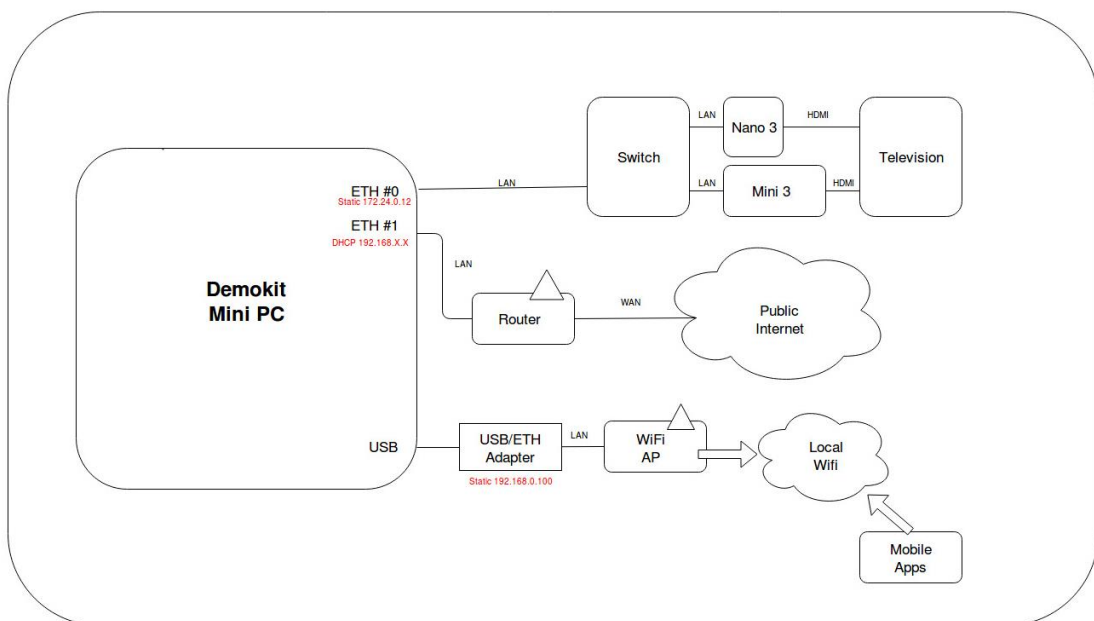 ETH #0
Static 172.24.0.12
ETH #1
DHCP 192.168.X.X
Demokit
Mini PC
USB
LAN
Switch
LAN
Nano 3
HDMI
LAN
Mini 3
HDMI
Television
LAN
Router
WAN
Public
Internet
USB/ETH
Adapter
Static 192.168.0.100
LAN
WiFi
AP
Local
Wifi
Mobile
Apps